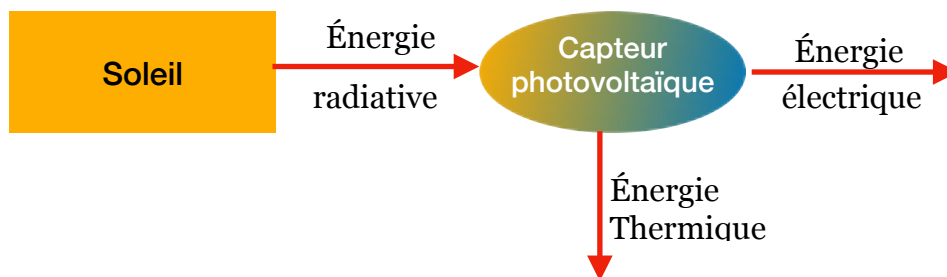 Soleil
Énergie
radiative
Capteur
photovoltaïque
Énergie
électrique
Énergie
Thermique